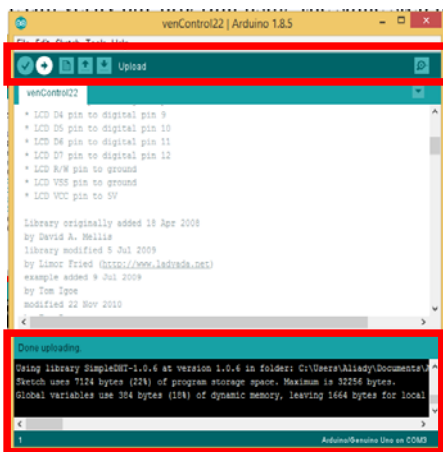 venControl22 | Arduino 1.8.5
File Edit Sketch Tools Help
Upload
venControl22
* LCD D4 pin to digital pin 9
* LCD D5 pin to digital pin 10
* LCD D6 pin to digital pin 11
* LCD D7 pin to digital pin 12
* LCD R/W pin to ground
* LCD VSS pin to ground
* LCD VCC pin to 5V
Library originally added 18 Apr 2008
by David A. Mellis
library modified 5 Jul 2009
by Limor Fried (http://www.ladyada.net)
example added 9 Jul 2009
by Tom Igoe
modified 22 Nov 2010
Done uploading.
Using library SimpleDHT-1.0.6 at version 1.0.6 in folder: C:\Users\Aliady\Documents\
Sketch uses 7124 bytes (22%) of program storage space. Maximum is 32256 bytes.
Global variables use 384 bytes (18%) of dynamic memory, leaving 1664 bytes for local
1
Arduino/Genuino Uno on COM3